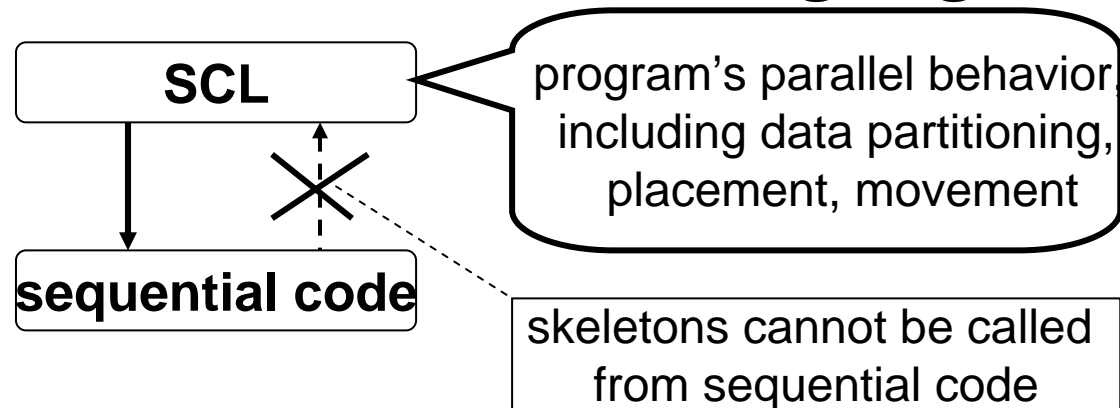 SCL
program's parallel behavior,
including data partitioning,
placement, movement
sequential code
skeletons cannot be called
from sequential code